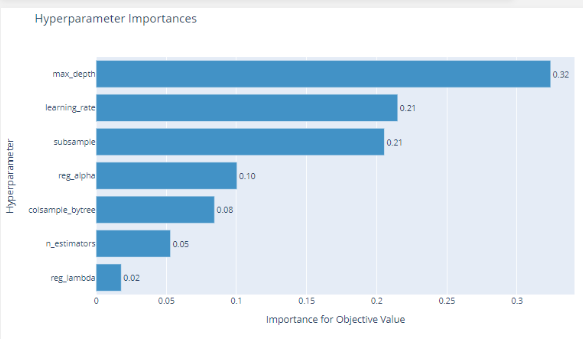 Hyperparameter Importances
Hyperparameter
max_depth 0.32
learning_rate 0.21
subsample 0.21
reg_alpha 0.10
colsample_bytree 0.08
n_estimators 0.05
reg_lambda 0.02
0 0.05 0.1 0.15 0.2 0.25 0.3
Importance for Objective Value